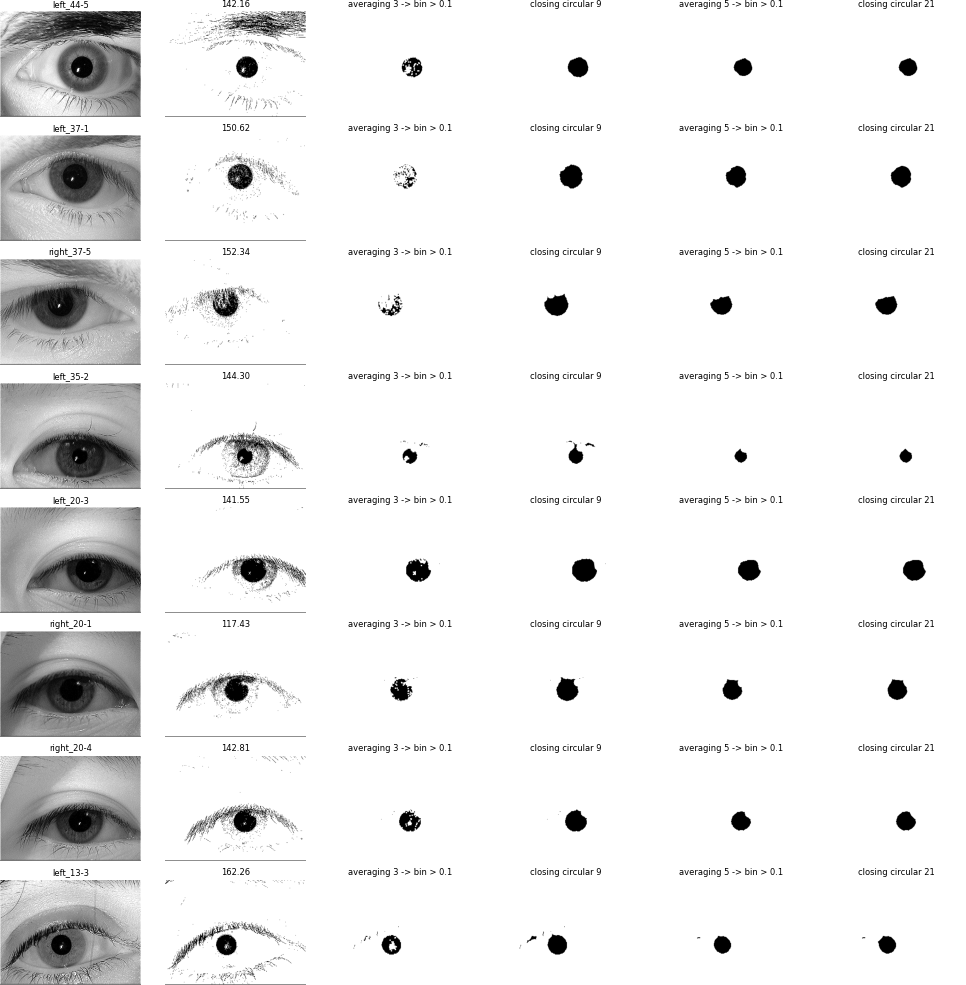 left_44-5 142.16 averaging 3 -> bin > 0.1 closing circular 9 averaging 5 -> bin > 0.1 closing circular 21
left_37-1 150.62 averaging 3 -> bin > 0.1 closing circular 9 averaging 5 -> bin > 0.1 closing circular 21
right_37-5 152.34 averaging 3 -> bin > 0.1 closing circular 9 averaging 5 -> bin > 0.1 closing circular 21
left_35-2 144.30 averaging 3 -> bin > 0.1 closing circular 9 averaging 5 -> bin > 0.1 closing circular 21
left_20-3 141.55 averaging 3 -> bin > 0.1 closing circular 9 averaging 5 -> bin > 0.1 closing circular 21
right_20-1 117.43 averaging 3 -> bin > 0.1 closing circular 9 averaging 5 -> bin > 0.1 closing circular 21
right_20-4 142.81 averaging 3 -> bin > 0.1 closing circular 9 averaging 5 -> bin > 0.1 closing circular 21
left_13-3 162.26 averaging 3 -> bin > 0.1 closing circular 9 averaging 5 -> bin > 0.1 closing circular 21